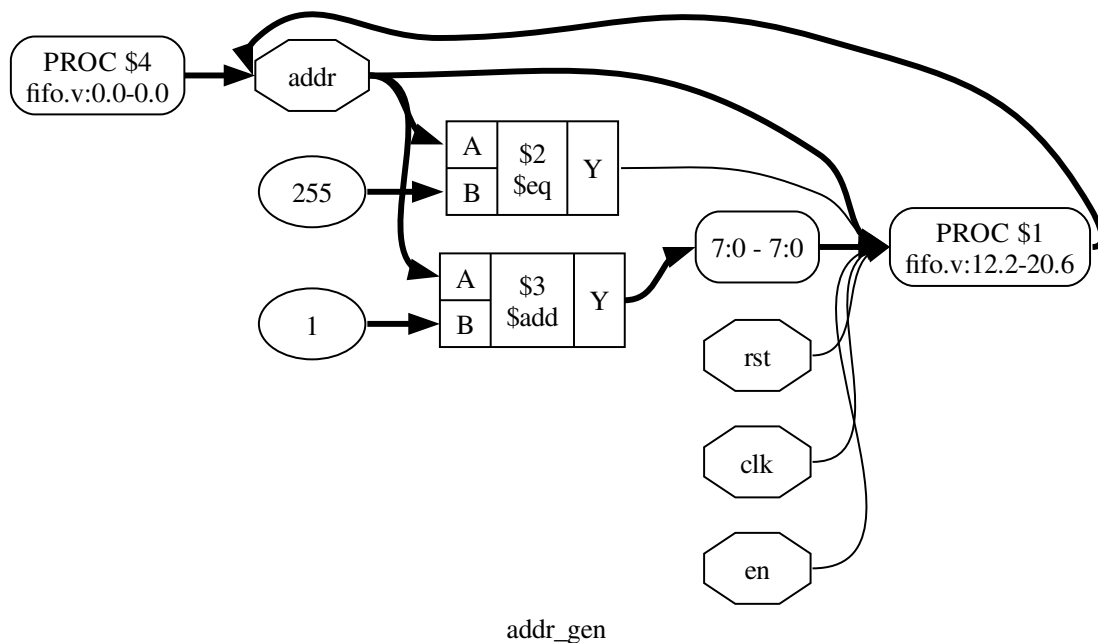 PROC $4
fifo.v:0.0-0.0
addr
A
B
$2
$eq
Y
255
7:0 - 7:0
PROC $1
fifo.v:12.2-20.6
A
B
$3
$add
Y
1
rst
clk
en
addr_gen